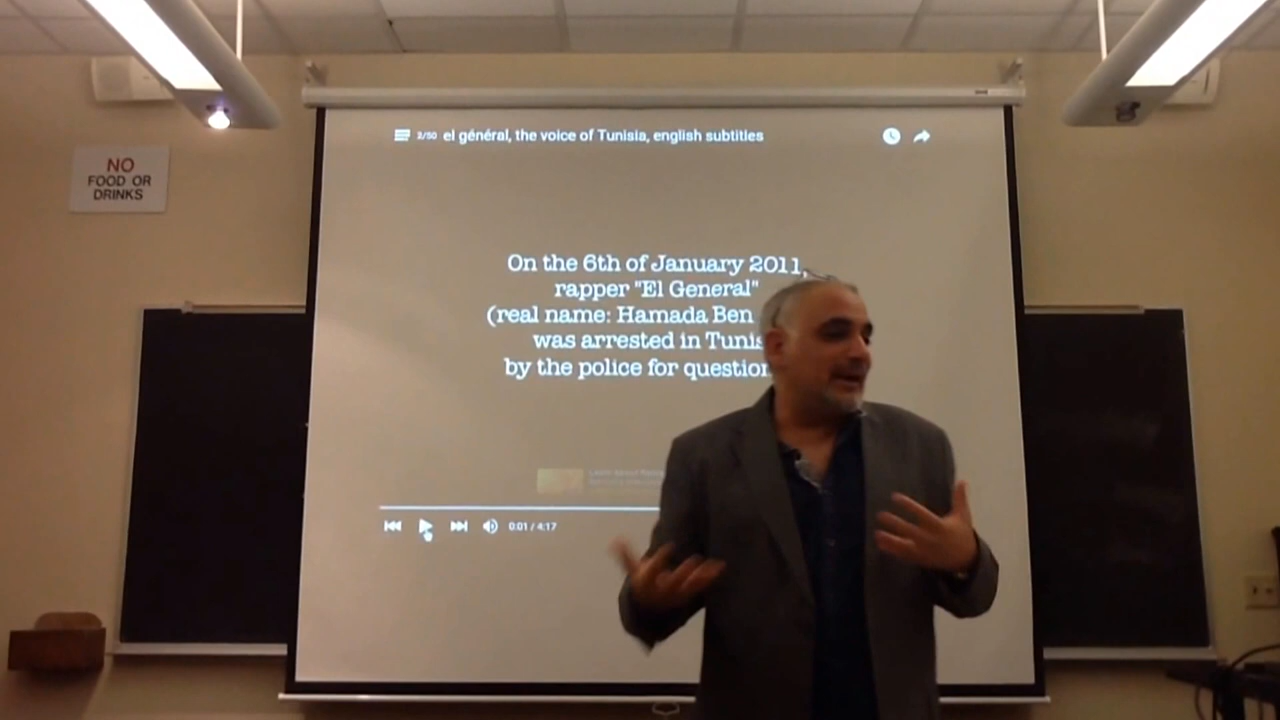 2/50 el général, the voice of Tunisia, english subtitles
NO
FOOD OR
DRINKS
On the 6th of January 2011,
rapper "El General"
(real name: Hamada Ben
was arrested in Tunis
by the police for question
0:01 / 4:17